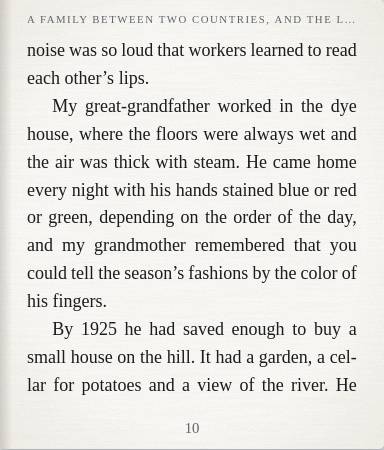 A FAMILY BETWEEN TWO COUNTRIES, AND THE L…
noise was so loud that workers learned to read
each other’s lips.
My great-grandfather worked in the dye
house, where the floors were always wet and
the air was thick with steam. He came home
every night with his hands stained blue or red
or green, depending on the order of the day,
and my grandmother remembered that you
could tell the season’s fashions by the color of
his fingers.
By 1925 he had saved enough to buy a
small house on the hill. It had a garden, a cel-
lar for potatoes and a view of the river. He
10